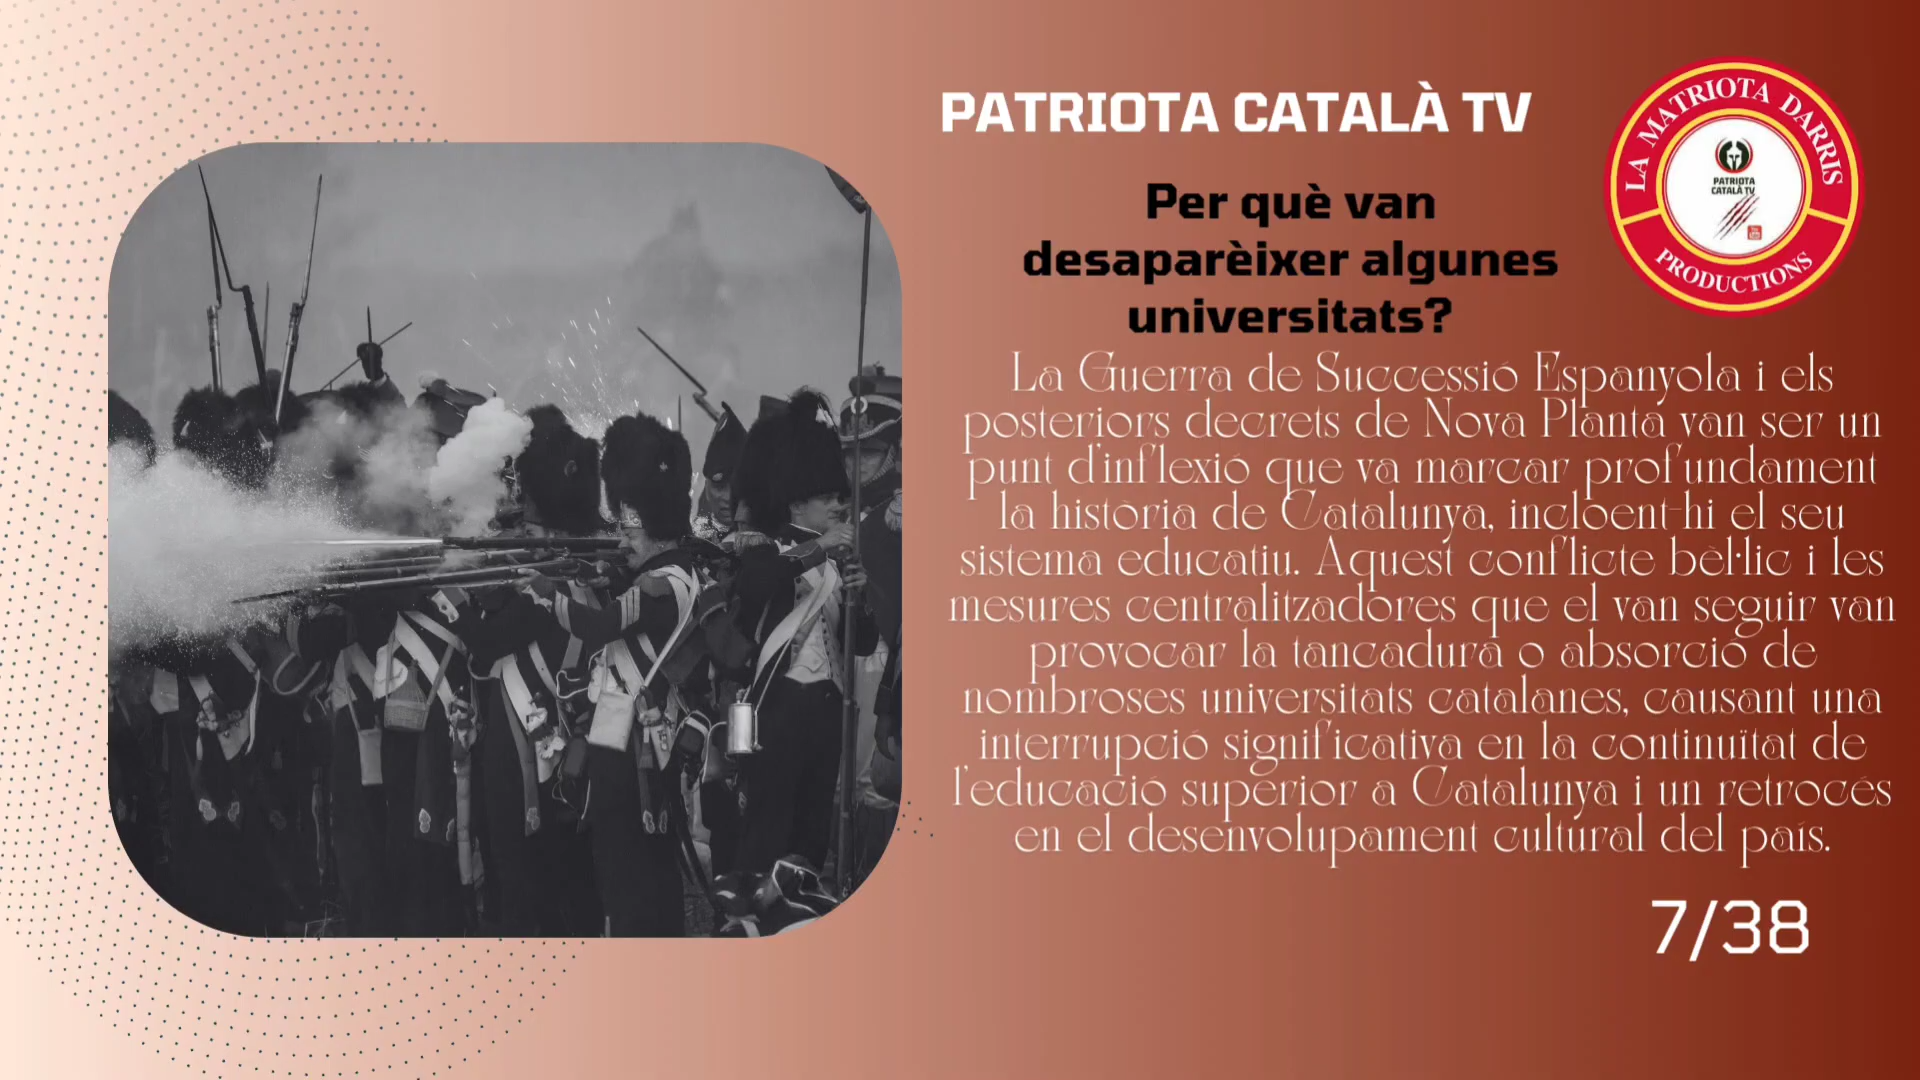 PATRIOTA CATALÀ TV
LA MATRIOTA DARRIS
PATRIOTA
CATALÀ TV
PRODUCTIONS
Per què van
desaparèixer algunes
universitats?
La Guerra de Successió Espanyola i els
posteriors decrets de Nova Planta van ser un
punt d'inflexió que va marcar profundament
la història de Catalunya, incloent-hi el seu
sistema educatiu. Aquest conflicte bèl·lic i les
mesures centralitzadores que el van seguir van
provocar la tancadura o absorció de
nombroses universitats catalanes, causant una
interrupció significativa en la continuïtat de
l'educació superior a Catalunya i un retrocés
en el desenvolupament cultural del país.
7/38